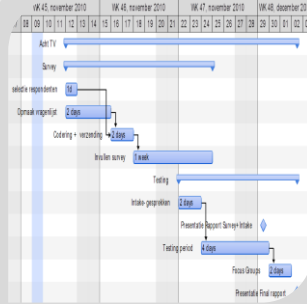 WK 45, november 2010 WK 46, november 2010 WK 47, november 2010 WK 48, december 20
08 09 10 11 12 13 14 15 16 17 18 19 20 21 22 23 24 25 26 27 28 29 30 01 02
Acht TV
Survey
selectie respondenten 1d
Opmaak vragenlijst 2 days
Codering + verzending 2 days
Invullen survey 1 week
Testing
Intake- gesprekken 2 days
Presentatie Rapport Survey+Intake
Testing period 4 days
Focus Groups 2 days
Presentatie Final rapport